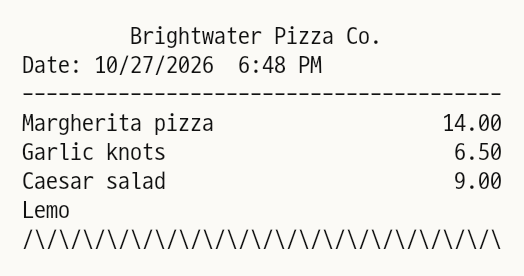 Brightwater Pizza Co.
Date: 10/27/2026  6:48 PM
----------------------------------------
Margherita pizza                   14.00
Garlic knots                        6.50
Caesar salad                        9.00
Lemo
/\/\/\/\/\/\/\/\/\/\/\/\/\/\/\/\/\/\/\/\